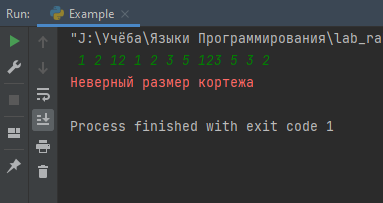 Run: Example
"J:\Учёба\Языки Программирования\lab_ra
1 2 12 1 2 3 5 123 5 3 2
Неверный размер кортежа
Process finished with exit code 1